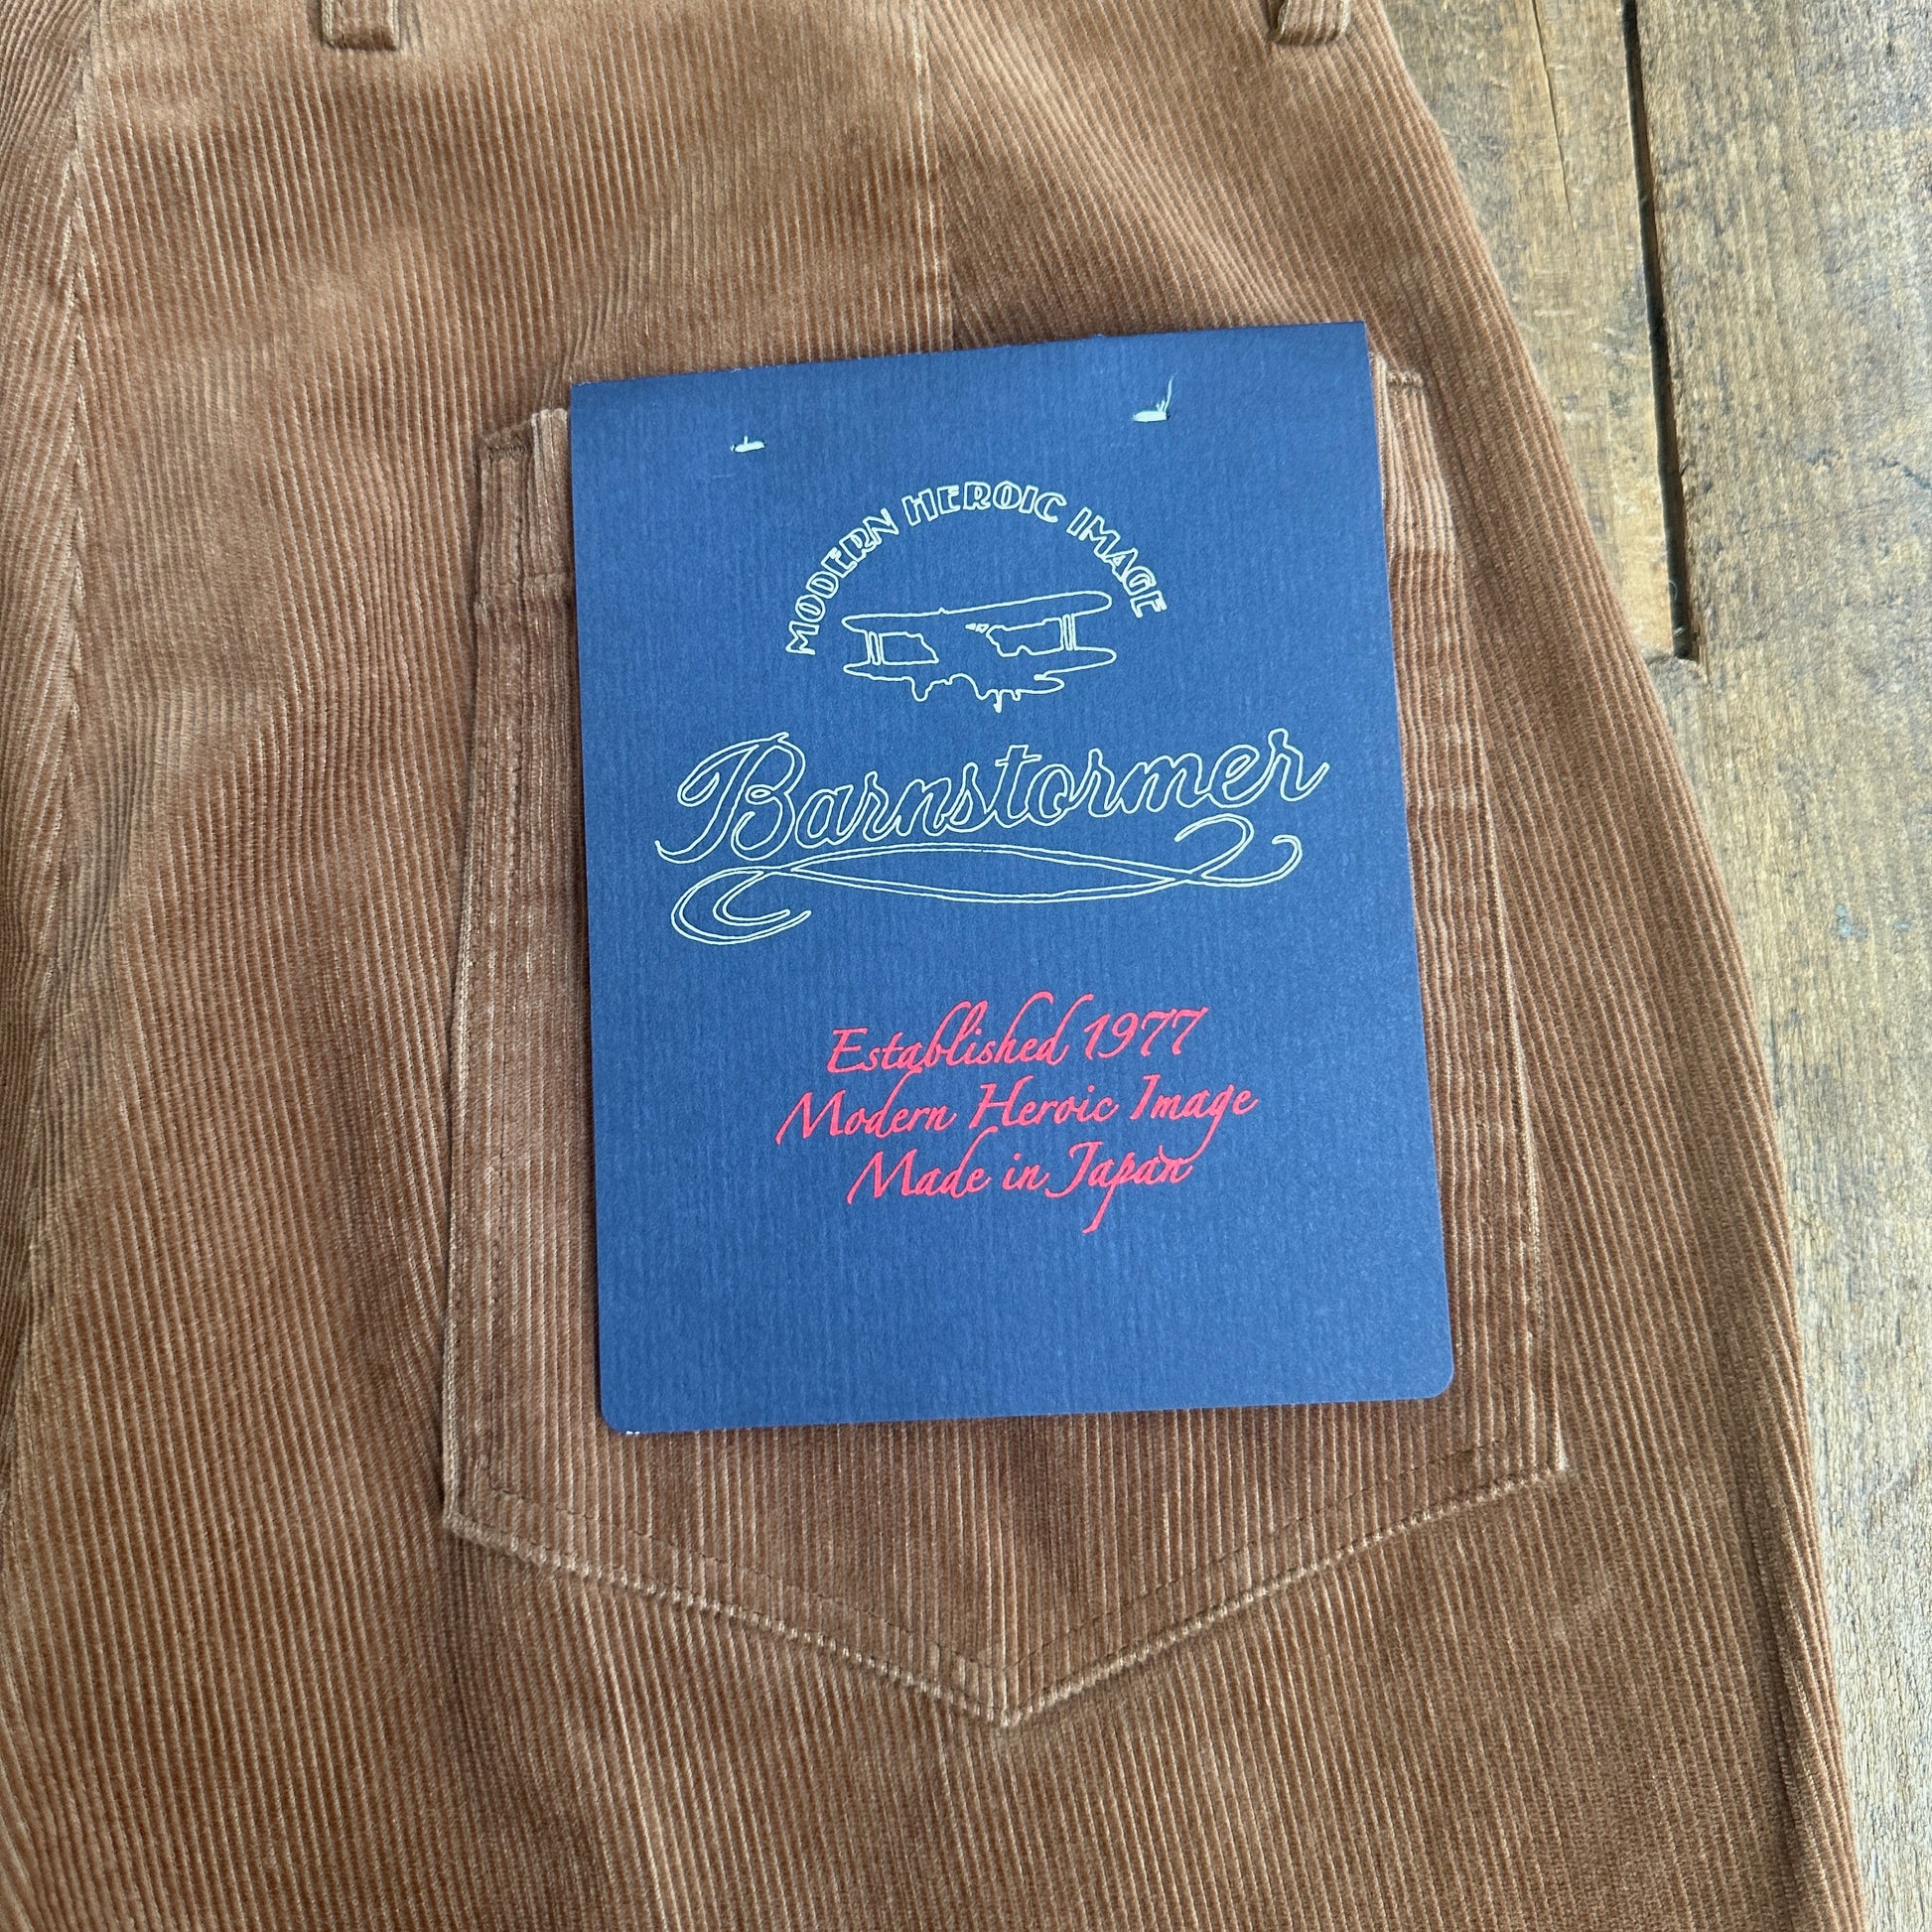 MODERN HEROIC IMAGE
Barnstormer
Established 1977
Modern Heroic Image
Made in Japan